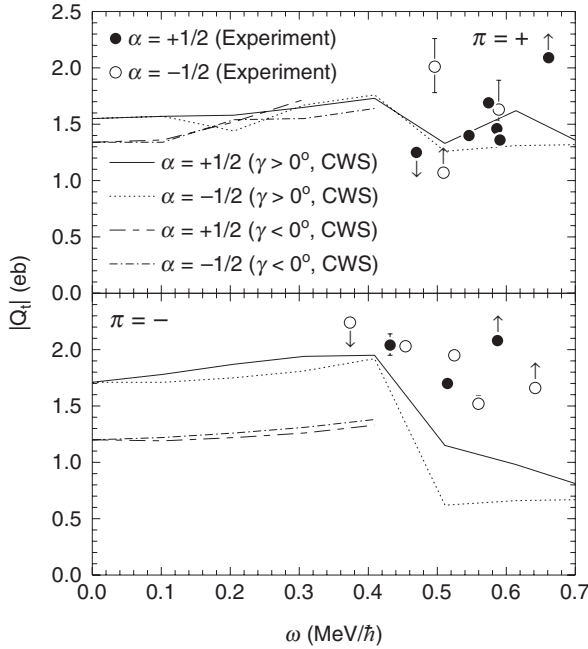 2.5
2.0
1.5
1.0
0.5
0.0
α = +1/2 (Experiment)
α = −1/2 (Experiment)
π = +
α = +1/2 (γ > 0°, CWS)
α = −1/2 (γ > 0°, CWS)
α = +1/2 (γ < 0°, CWS)
α = −1/2 (γ < 0°, CWS)
|Qₜ| (eb)
π = −
2.0
1.5
1.0
0.5
0.0
0.0 0.1 0.2 0.3 0.4 0.5 0.6 0.7
ω (MeV/ħ)